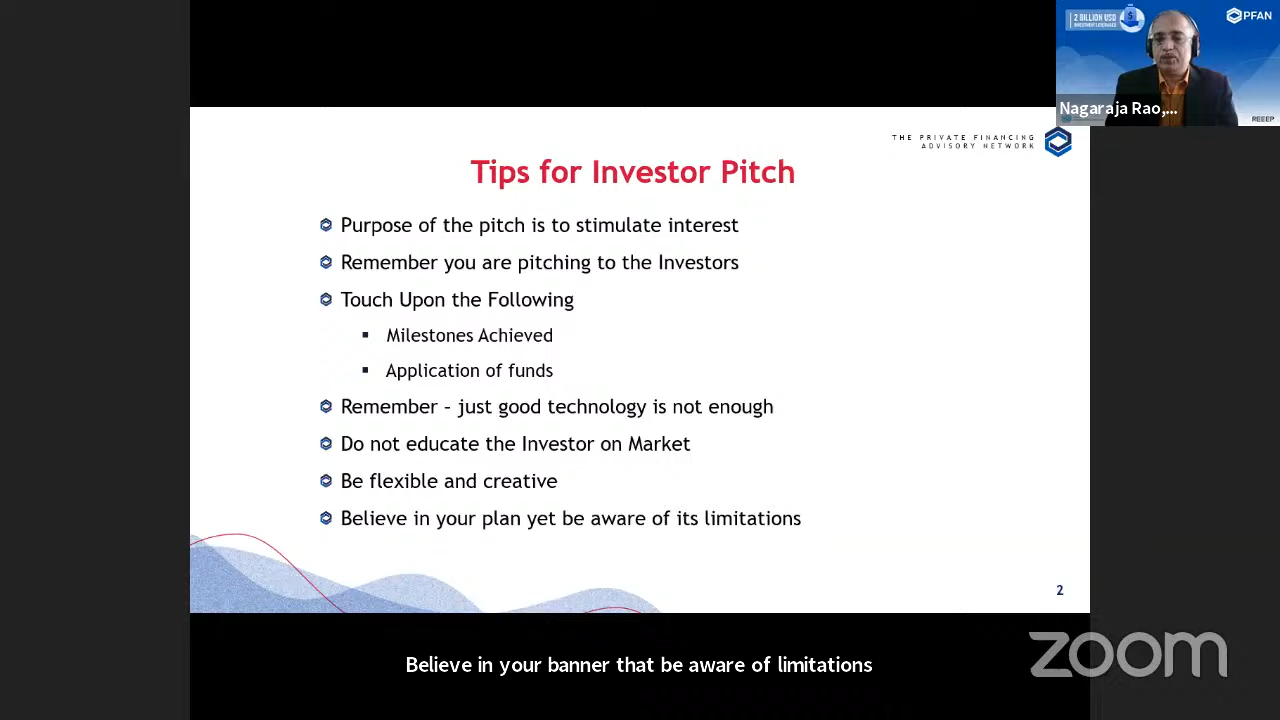 2 BILLION USD
PFAN
Nagaraja Rao,...
REEEP
THE PRIVATE FINANCING
ADVISORY NETWORK
Tips for Investor Pitch
Purpose of the pitch is to stimulate interest
Remember you are pitching to the Investors
Touch Upon the Following
Milestones Achieved
Application of funds
Remember – just good technology is not enough
Do not educate the Investor on Market
Be flexible and creative
Believe in your plan yet be aware of its limitations
2
Believe in your banner that be aware of limitations
zoom